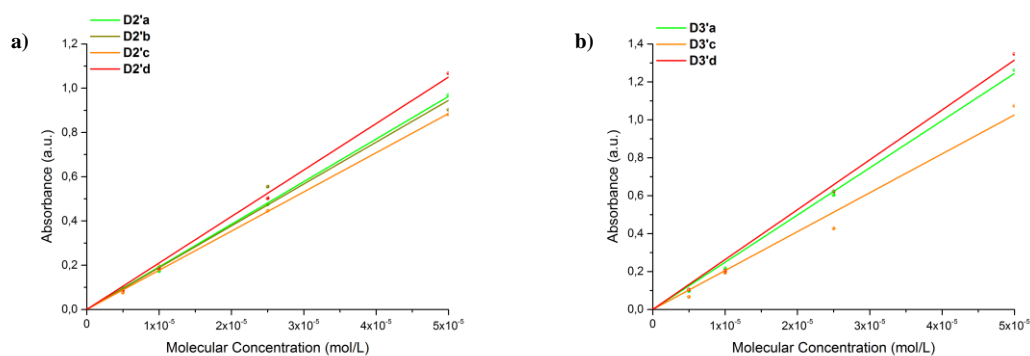 a)
D2'a
D2'b
D2'c
D2'd
1,2
1,0
0,8
0,6
0,4
0,2
0,0
Absorbance (a.u.)
0 1x10⁻⁵ 2x10⁻⁵ 3x10⁻⁵ 4x10⁻⁵ 5x10⁻⁵
Molecular Concentration (mol/L)
b)
D3'a
D3'c
D3'd
1,4
1,2
1,0
0,8
0,6
0,4
0,2
0,0
Absorbance (a.u.)
0 1x10⁻⁵ 2x10⁻⁵ 3x10⁻⁵ 4x10⁻⁵ 5x10⁻⁵
Molecular Concentration (mol/L)